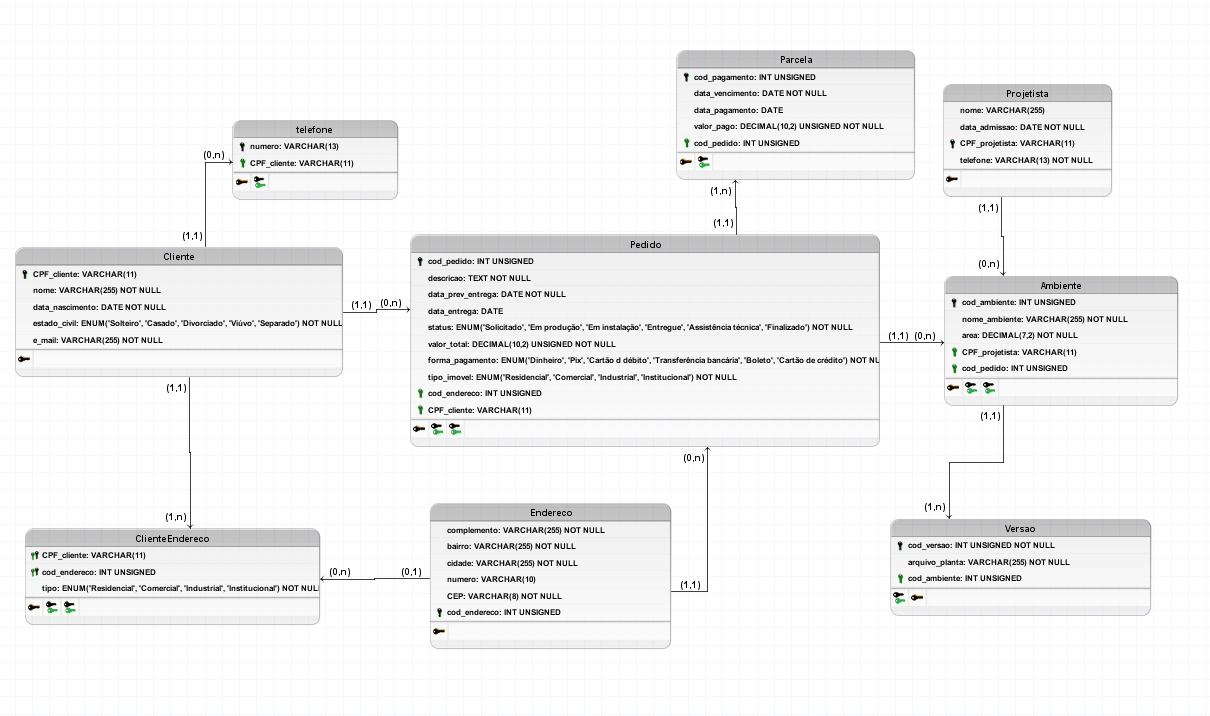 Parcela
cod_pagamento: INT UNSIGNED
data_vencimento: DATE NOT NULL
data_pagamento: DATE
valor_pago: DECIMAL(10,2) UNSIGNED NOT NULL
cod_pedido: INT UNSIGNED
Projetista
nome: VARCHAR(255)
data_admissao: DATE NOT NULL
CPF_projetista: VARCHAR(11)
telefone: VARCHAR(13) NOT NULL
telefone
numero: VARCHAR(13)
CPF_cliente: VARCHAR(11)
(0,n)
(1,1)
(1,n)
(1,1)
(1,1)
(0,n)
Cliente
CPF_cliente: VARCHAR(11)
nome: VARCHAR(255) NOT NULL
data_nascimento: DATE NOT NULL
estado_civil: ENUM('Solteiro', 'Casado', 'Divorciado', 'Viúvo', 'Separado') NOT NULL
e_mail: VARCHAR(255) NOT NULL
(1,1) (0,n)
Pedido
cod_pedido: INT UNSIGNED
descricao: TEXT NOT NULL
data_prev_entrega: DATE NOT NULL
data_entrega: DATE
status: ENUM('Solicitado', 'Em produção', 'Em instalação', 'Entregue', 'Assistência técnica', 'Finalizado') NOT NULL
valor_total: DECIMAL(10,2) UNSIGNED NOT NULL
forma_pagamento: ENUM('Dinheiro', 'Pix', 'Cartão d débito', 'Transferência bancária', 'Boleto', 'Cartão de crédito') NOT NU
tipo_imovel: ENUM('Residencial', 'Comercial', 'Industrial', 'Institucional') NOT NULL
cod_endereco: INT UNSIGNED
CPF_cliente: VARCHAR(11)
(1,1) (0,n)
Ambiente
cod_ambiente: INT UNSIGNED
nome_ambiente: VARCHAR(255) NOT NULL
area: DECIMAL(7,2) NOT NULL
CPF_projetista: VARCHAR(11)
cod_pedido: INT UNSIGNED
(1,1)
(1,n)
(1,1)
(1,n)
(0,n)
(1,1)
ClienteEndereco
CPF_cliente: VARCHAR(11)
cod_endereco: INT UNSIGNED
tipo: ENUM('Residencial', 'Comercial', 'Industrial', 'Institucional') NOT NUL
(0,n) (0,1)
Endereco
complemento: VARCHAR(255) NOT NULL
bairro: VARCHAR(255) NOT NULL
cidade: VARCHAR(255) NOT NULL
numero: VARCHAR(10)
CEP: VARCHAR(8) NOT NULL
cod_endereco: INT UNSIGNED
Versao
cod_versao: INT UNSIGNED NOT NULL
arquivo_planta: VARCHAR(255) NOT NULL
cod_ambiente: INT UNSIGNED